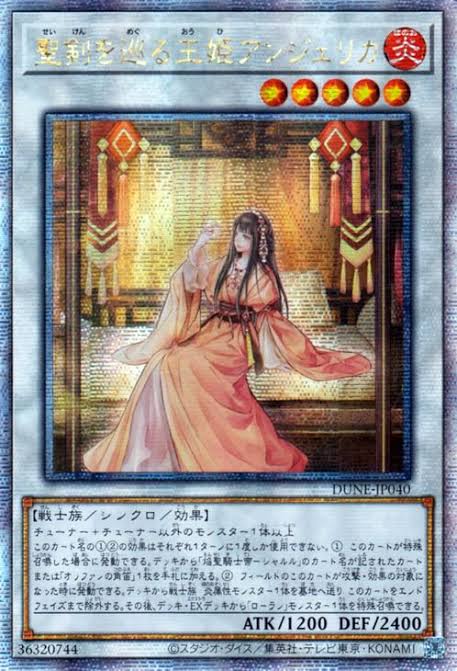 聖剣を巡る王姫アンジェリカ
炎
DUNE-JP040
【戦士族／シンクロ／効果】
チューナー＋チューナー以外のモンスター1体以上
このカード名の①②の効果はそれぞれ1ターンに1度しか使用できない。① このカードが特殊
召喚した場合に発動できる。デッキから「焔聖騎士帝－シャルル」のカード名が記されたカード
または「オリファンの角笛」1枚を手札に加える。② フィールドのこのカードが攻撃・効果の対象に
なった時に発動できる。デッキから戦士族・炎属性モンスター1体を墓地へ送り、このカードをエンド
フェイズまで除外する。その後、デッキ・EXデッキから「ローラン」モンスター1体を特殊召喚できる。
ATK/1200 DEF/2400
36320744
©スタジオ・ダイス／集英社・テレビ東京・KONAMI